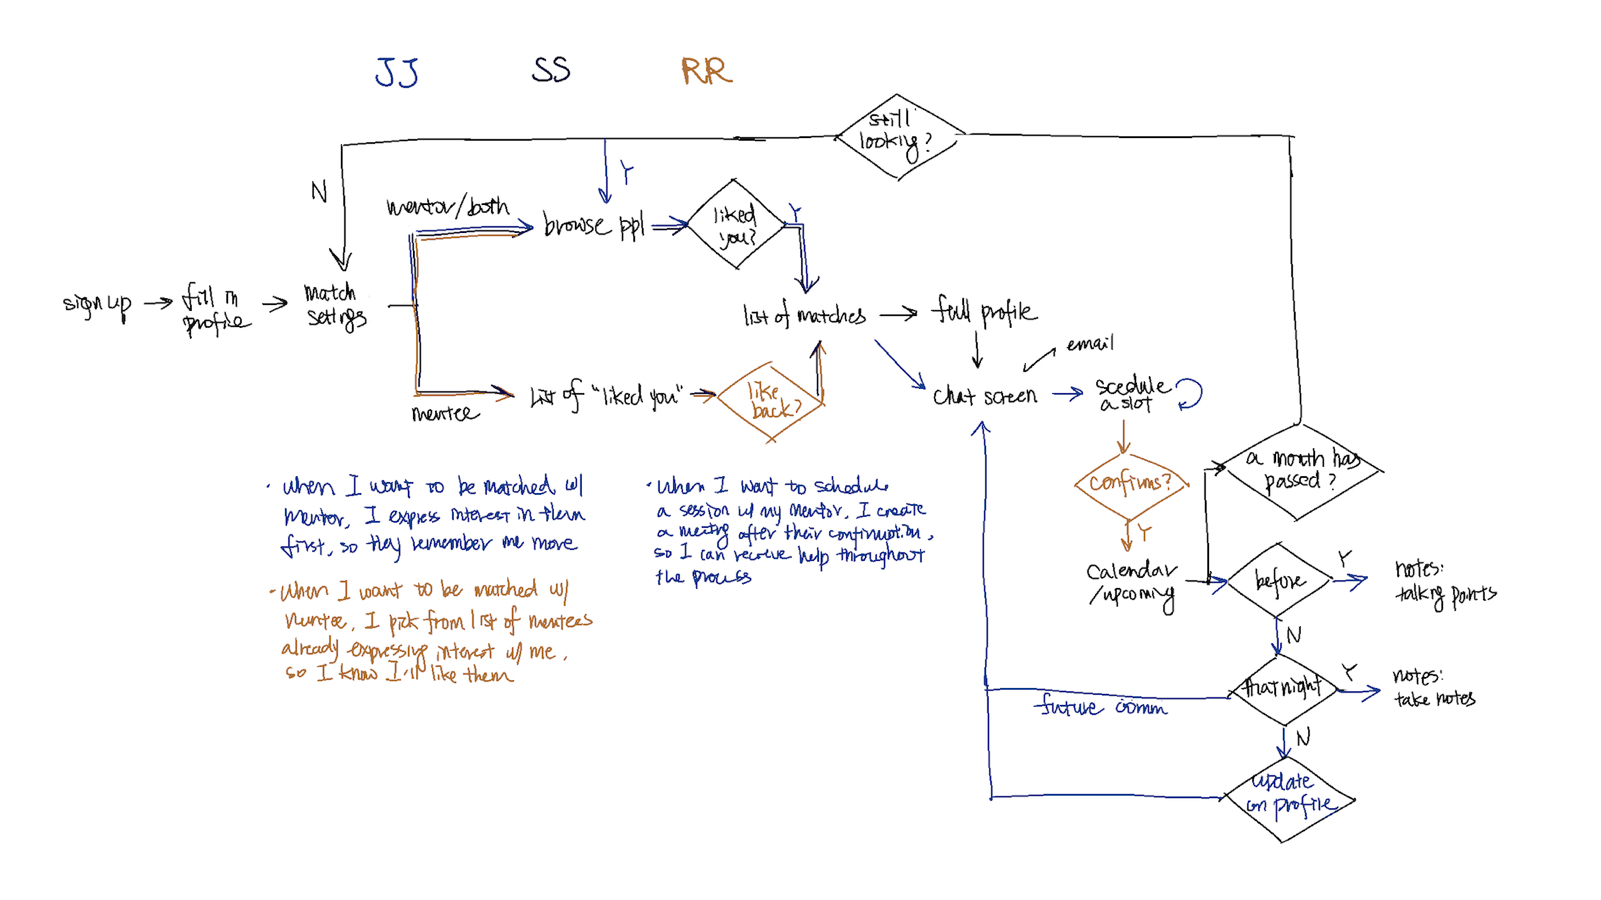 JJ
SS
RR
still
looking?
N
Y
mentor/both
browse ppl
liked
you?
Y
sign up
fill in
profile
match
settings
list of matches
full profile
email
mentee
list of "liked you"
like
back?
chat screen
scedule
a slot
confirms?
Y
a month has
passed?
calendar
/upcoming
before
Y
notes:
talking points
N
that night
Y
notes:
take notes
future comm
N
update
on profile
· when I want to be matched w/
mentor, I express interest in them
first, so they remember me more
· when I want to be matched w/
mentee, I pick from list of mentees
already expressing interest w/ me,
so I know I'll like them
· when I want to schedule
a session w/ my mentor, I create
a meeting after their confirmation,
so I can receive help throughout
the process